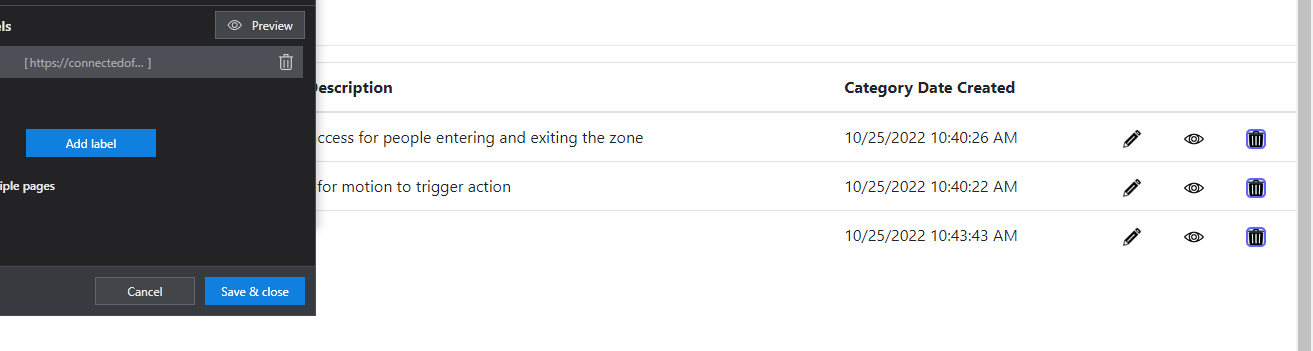 els
Preview
[ https://connectedof... ]
Description
Category Date Created
Add label
ccess for people entering and exiting the zone
10/25/2022 10:40:26 AM
iple pages
for motion to trigger action
10/25/2022 10:40:22 AM
10/25/2022 10:43:43 AM
Cancel
Save & close